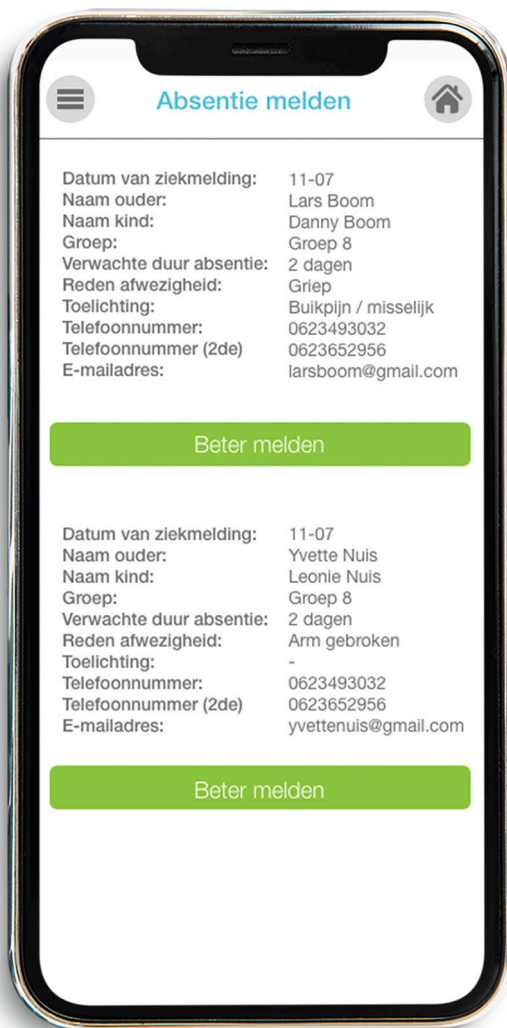 Absentie melden
Datum van ziekmelding: 11-07
Naam ouder: Lars Boom
Naam kind: Danny Boom
Groep: Groep 8
Verwachte duur absentie: 2 dagen
Reden afwezigheid: Griep
Toelichting: Buikpijn / misselijk
Telefoonnummer: 0623493032
Telefoonnummer (2de) 0623652956
E-mailadres: larsboom@gmail.com
Beter melden
Datum van ziekmelding: 11-07
Naam ouder: Yvette Nuis
Naam kind: Leonie Nuis
Groep: Groep 8
Verwachte duur absentie: 2 dagen
Reden afwezigheid: Arm gebroken
Toelichting: -
Telefoonnummer: 0623493032
Telefoonnummer (2de) 0623652956
E-mailadres: yvettenuis@gmail.com
Beter melden